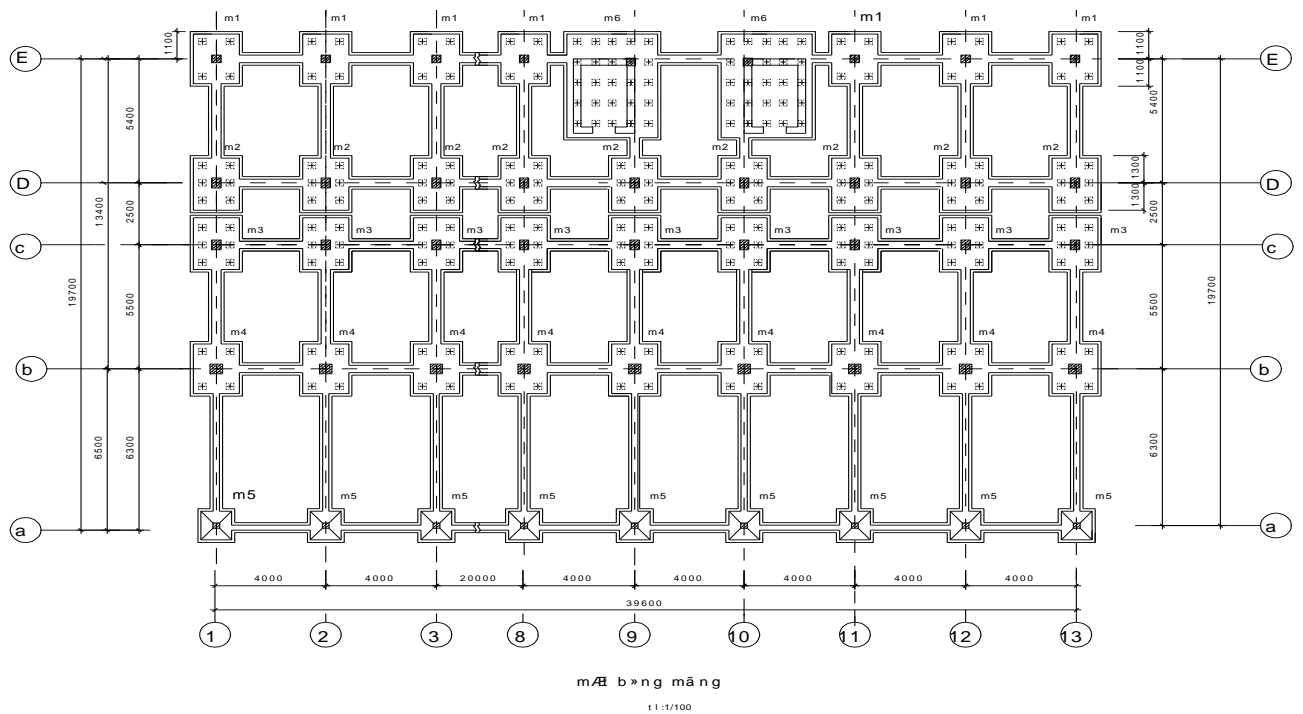 m1 m1 m1 m1 m6 m6 m1 m1 m1
1100 1100
E E
1100
5400 5400
m2 m2 m2 m2 m2 m2 m2 m2 m2
1300
D D
1300
13400 2500 2500
m3 m3 m3 m3 m3 m3 m3 m3 m3
c c
19700 5500 5500 19700
m4 m4 m4 m4 m4 m4 m4 m4 m4
b b
6500 6300 6300
m5 m5 m5 m5 m5 m5 m5 m5 m5
a a
4000 4000 20000 4000 4000 4000 4000 4000
39600
1 2 3 8 9 10 11 12 13
mÆt b»ng mãng
tl:1/100